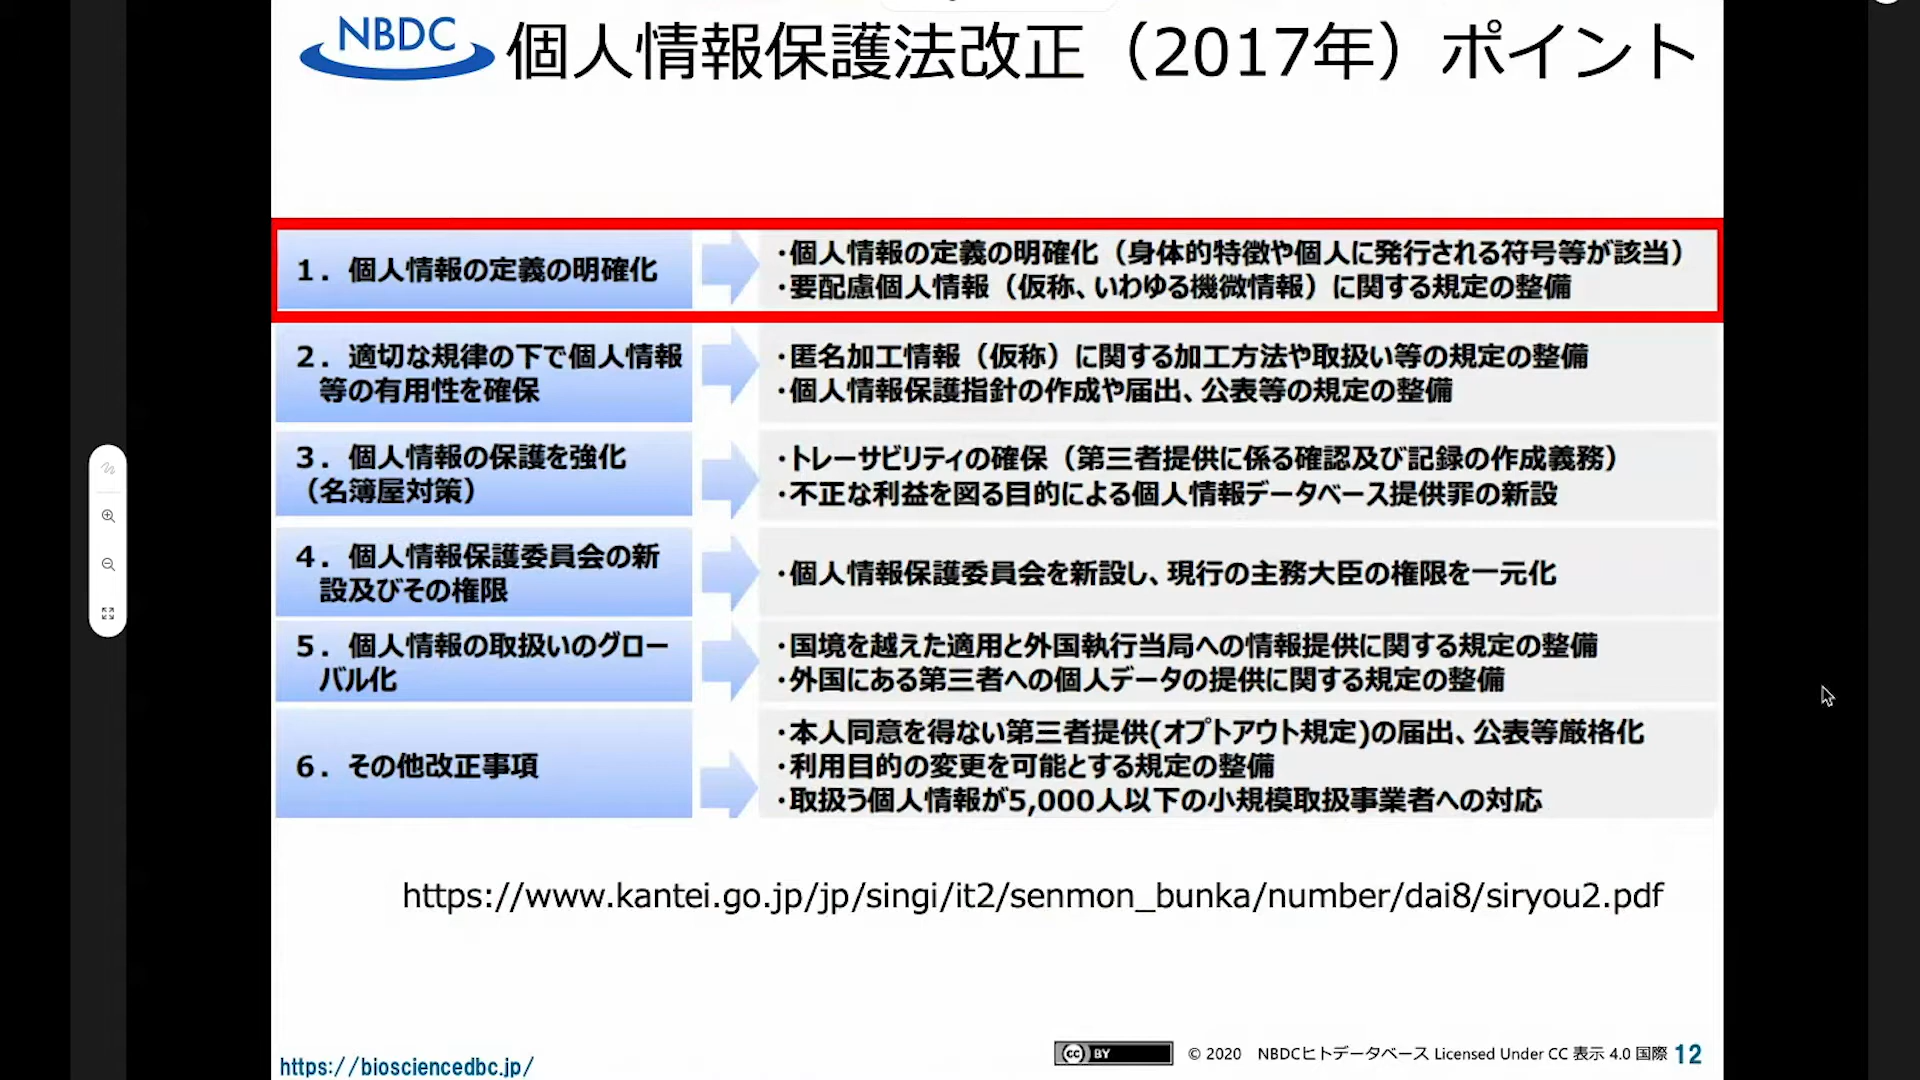 NBDC 個人情報保護法改正（2017年）ポイント
１．個人情報の定義の明確化
・個人情報の定義の明確化（身体的特徴や個人に発行される符号等が該当）
・要配慮個人情報（仮称、いわゆる機微情報）に関する規定の整備
２．適切な規律の下で個人情報
等の有用性を確保
・匿名加工情報（仮称）に関する加工方法や取扱い等の規定の整備
・個人情報保護指針の作成や届出、公表等の規定の整備
３．個人情報の保護を強化
（名簿屋対策）
・トレーサビリティの確保（第三者提供に係る確認及び記録の作成義務）
・不正な利益を図る目的による個人情報データベース提供罪の新設
４．個人情報保護委員会の新
設及びその権限
・個人情報保護委員会を新設し、現行の主務大臣の権限を一元化
５．個人情報の取扱いのグロー
バル化
・国境を越えた適用と外国執行当局への情報提供に関する規定の整備
・外国にある第三者への個人データの提供に関する規定の整備
６．その他改正事項
・本人同意を得ない第三者提供(オプトアウト規定)の届出、公表等厳格化
・利用目的の変更を可能とする規定の整備
・取扱う個人情報が5,000人以下の小規模取扱事業者への対応
https://www.kantei.go.jp/jp/singi/it2/senmon_bunka/number/dai8/siryou2.pdf
https://biosciencedbc.jp/
cc BY © 2020 NBDCヒトデータベース Licensed Under CC 表示 4.0 国際 12